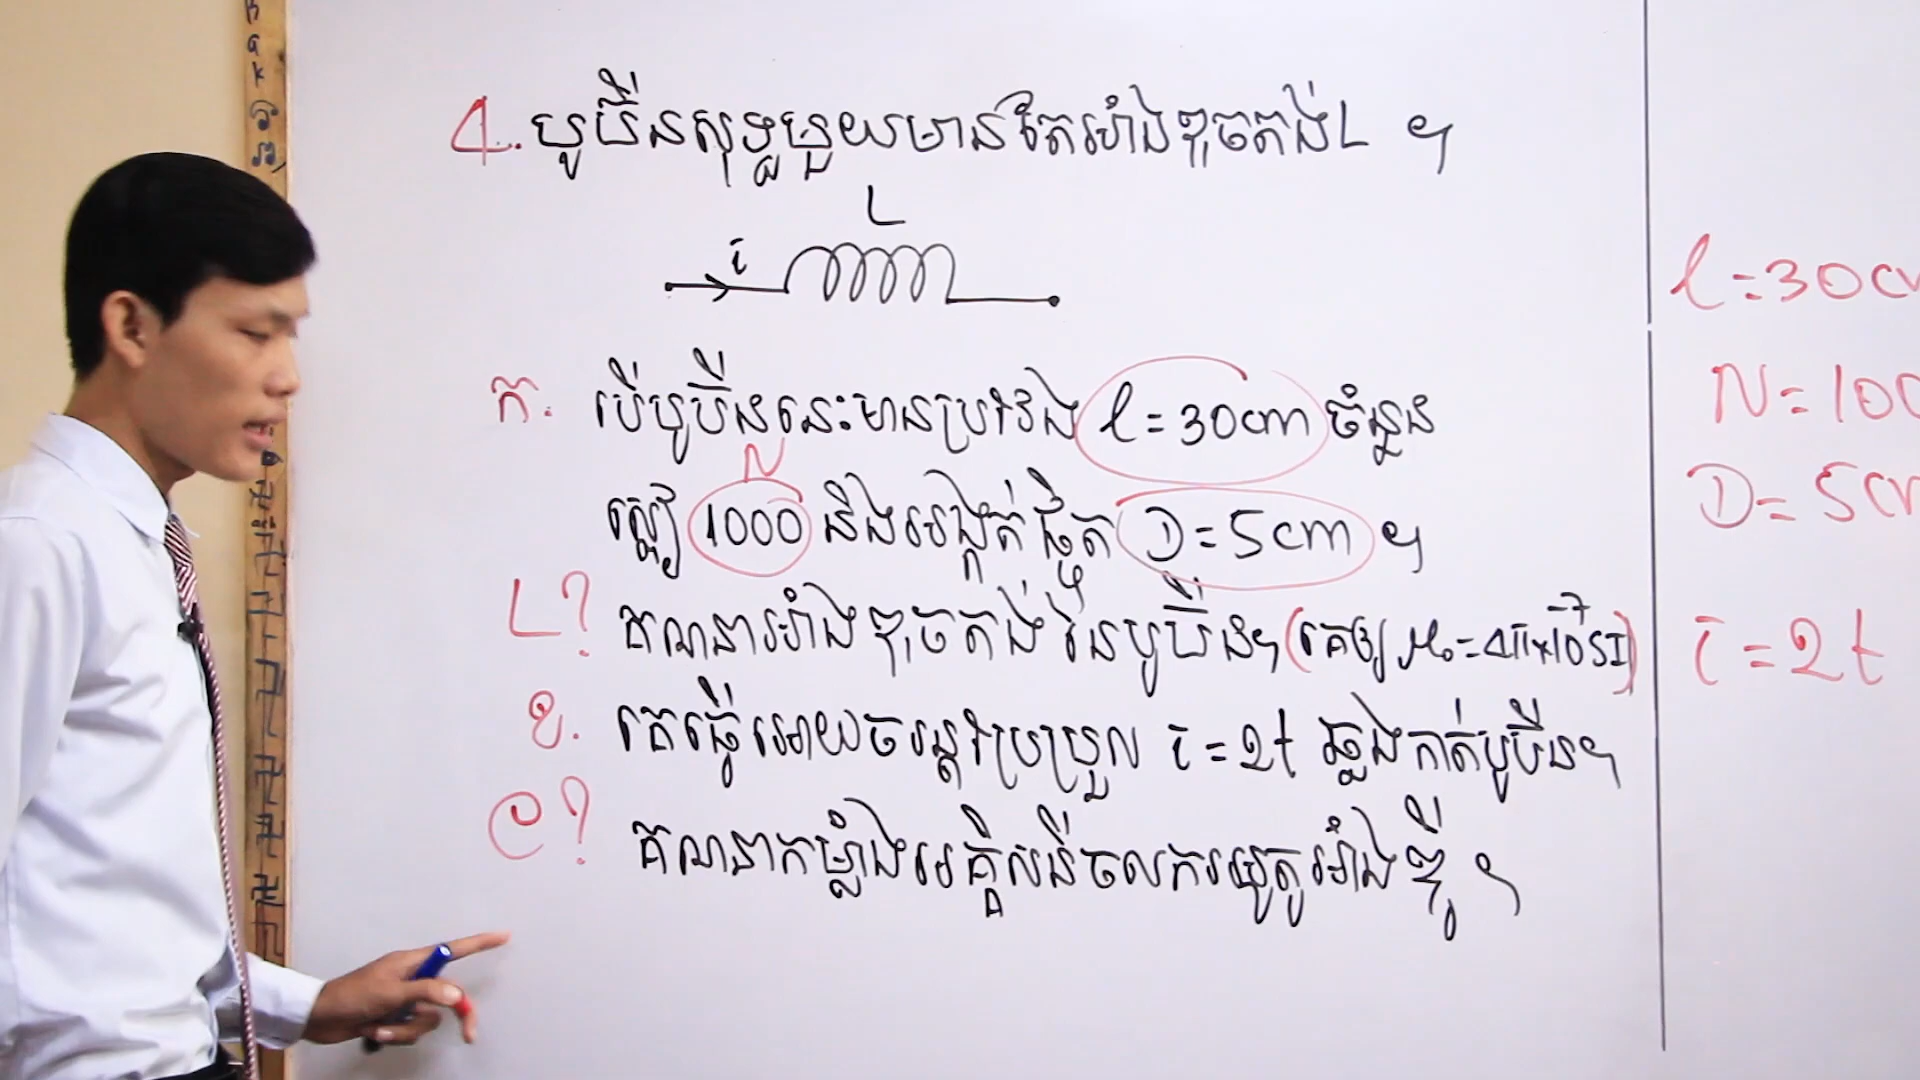 4. បូប៊ីនសុទ្ធមួយមានតែអាំងឌុចតង់ L ។
L
i
ក. បើបូប៊ីននេះមានប្រវែង l = 30cm ចំនួន
N
ស្ពៀ 1000 និងអង្កត់ផ្ចិត D = 5cm ។
L? គណនាអាំងឌុចតង់នៃបូប៊ីន។ (គេឲ្យ μ₀ = 4π×10⁻⁷SI)
ខ. គេធ្វើអោយចរន្តប្រែប្រួល i = 2t ឆ្លងកាត់បូប៊ីន។
e? គណនាកម្លាំងអគ្គិសនីចលករអូតូអាំងឌ្វី ។
l = 30c
N = 100
D = 5c
i = 2t